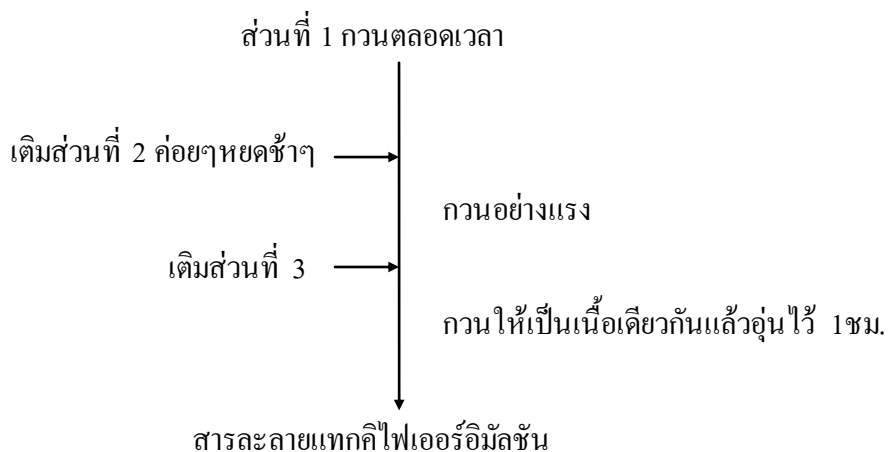 ส่วนที่ 1 กวนตลอดเวลา
เติมส่วนที่ 2 ค่อยๆหยดช้าๆ
กวนอย่างแรง
เติมส่วนที่ 3
กวนให้เป็นเนื้อเดียวกันแล้วอุ่นไว้ 1ชม.
สารละลายแทกคิไฟเออร์อิมัลชัน